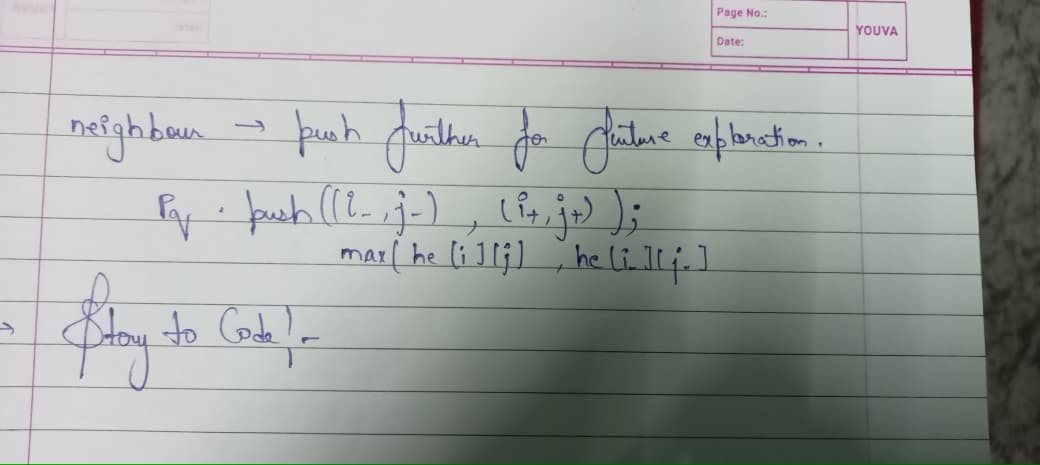 Page No.:
YOUVA
Date:
neighbour → push further for future exploration.
Pq . push((i-, j-) , (i+, j+) );
max( he [i][j] , he[i-][j-]
→ Story to Code!-